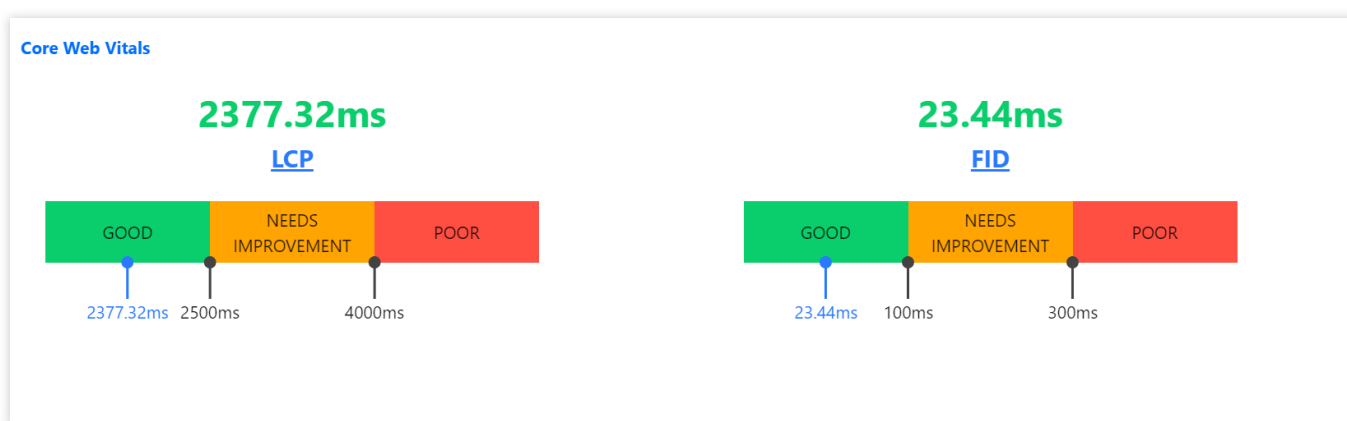 Core Web Vitals
2377.32ms
LCP
GOOD
NEEDS
IMPROVEMENT
POOR
2377.32ms
2500ms
4000ms
23.44ms
FID
GOOD
NEEDS
IMPROVEMENT
POOR
23.44ms
100ms
300ms